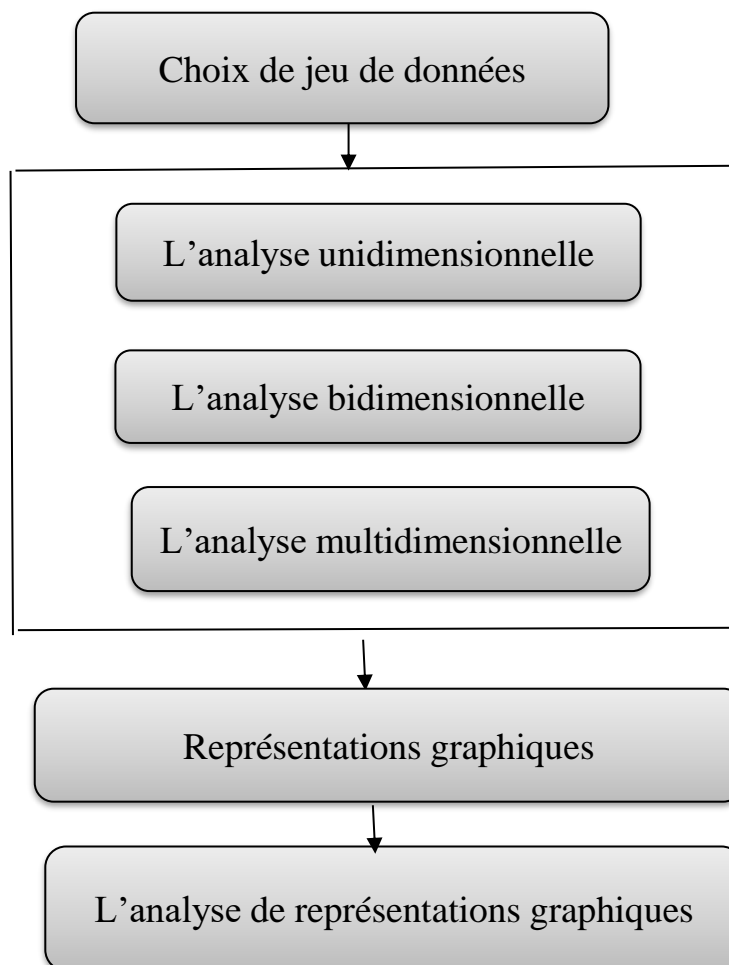 Choix de jeu de données
L’analyse unidimensionnelle
L’analyse bidimensionnelle
L’analyse multidimensionnelle
Représentations graphiques
L’analyse de représentations graphiques